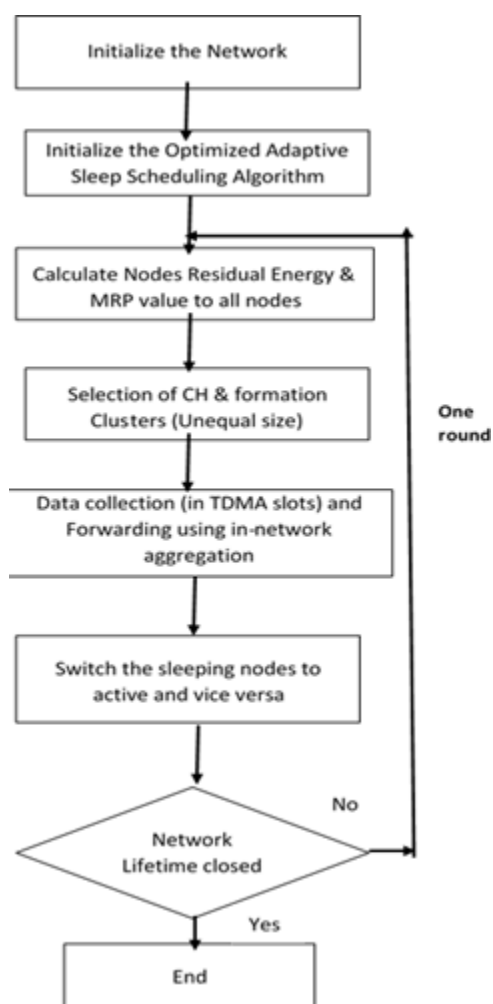 Initialize the Network
Initialize the Optimized Adaptive
Sleep Scheduling Algorithm
Calculate Nodes Residual Energy &
MRP value to all nodes
Selection of CH & formation
Clusters (Unequal size)
One
round
Data collection (in TDMA slots) and
Forwarding using in-network
aggregation
Switch the sleeping nodes to
active and vice versa
No
Network
Lifetime closed
Yes
End